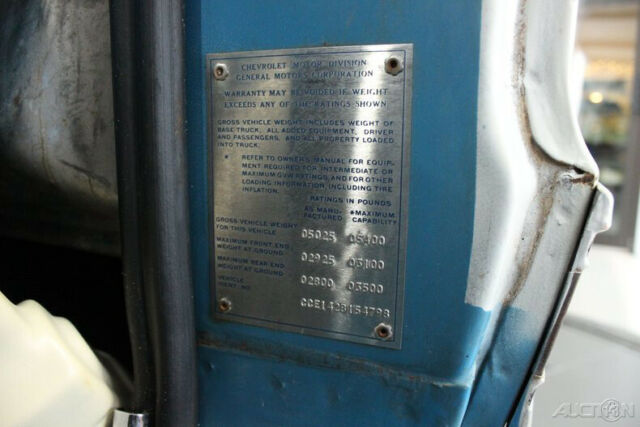 CHEVROLET MOTOR DIVISION
GENERAL MOTORS CORPORATION
WARRANTY MAY BE VOIDED IF WEIGHT
EXCEEDS ANY OF THE RATINGS SHOWN
GROSS VEHICLE WEIGHT INCLUDES WEIGHT OF
BASE TRUCK, ALL ADDED EQUIPMENT, DRIVER
AND PASSENGERS, AND ALL PROPERTY LOADED
INTO TRUCK.
* REFER TO OWNER'S MANUAL FOR EQUIP-
MENT REQUIRED FOR INTERMEDIATE OR
MAXIMUM GVW RATINGS, AND FOR OTHER
LOADING INFORMATION, INCLUDING TIRE
INFLATION.
RATINGS IN POUNDS
AS MANU- *MAXIMUM
FACTURED CAPABILITY
GROSS VEHICLE WEIGHT
FOR THIS VEHICLE 05025 05400
MAXIMUM FRONT END
WEIGHT AT GROUND 02925 03100
MAXIMUM REAR END
WEIGHT AT GROUND 02800 03500
VEHICLE
IDENT. NO. CCE142B154798
AUCTION